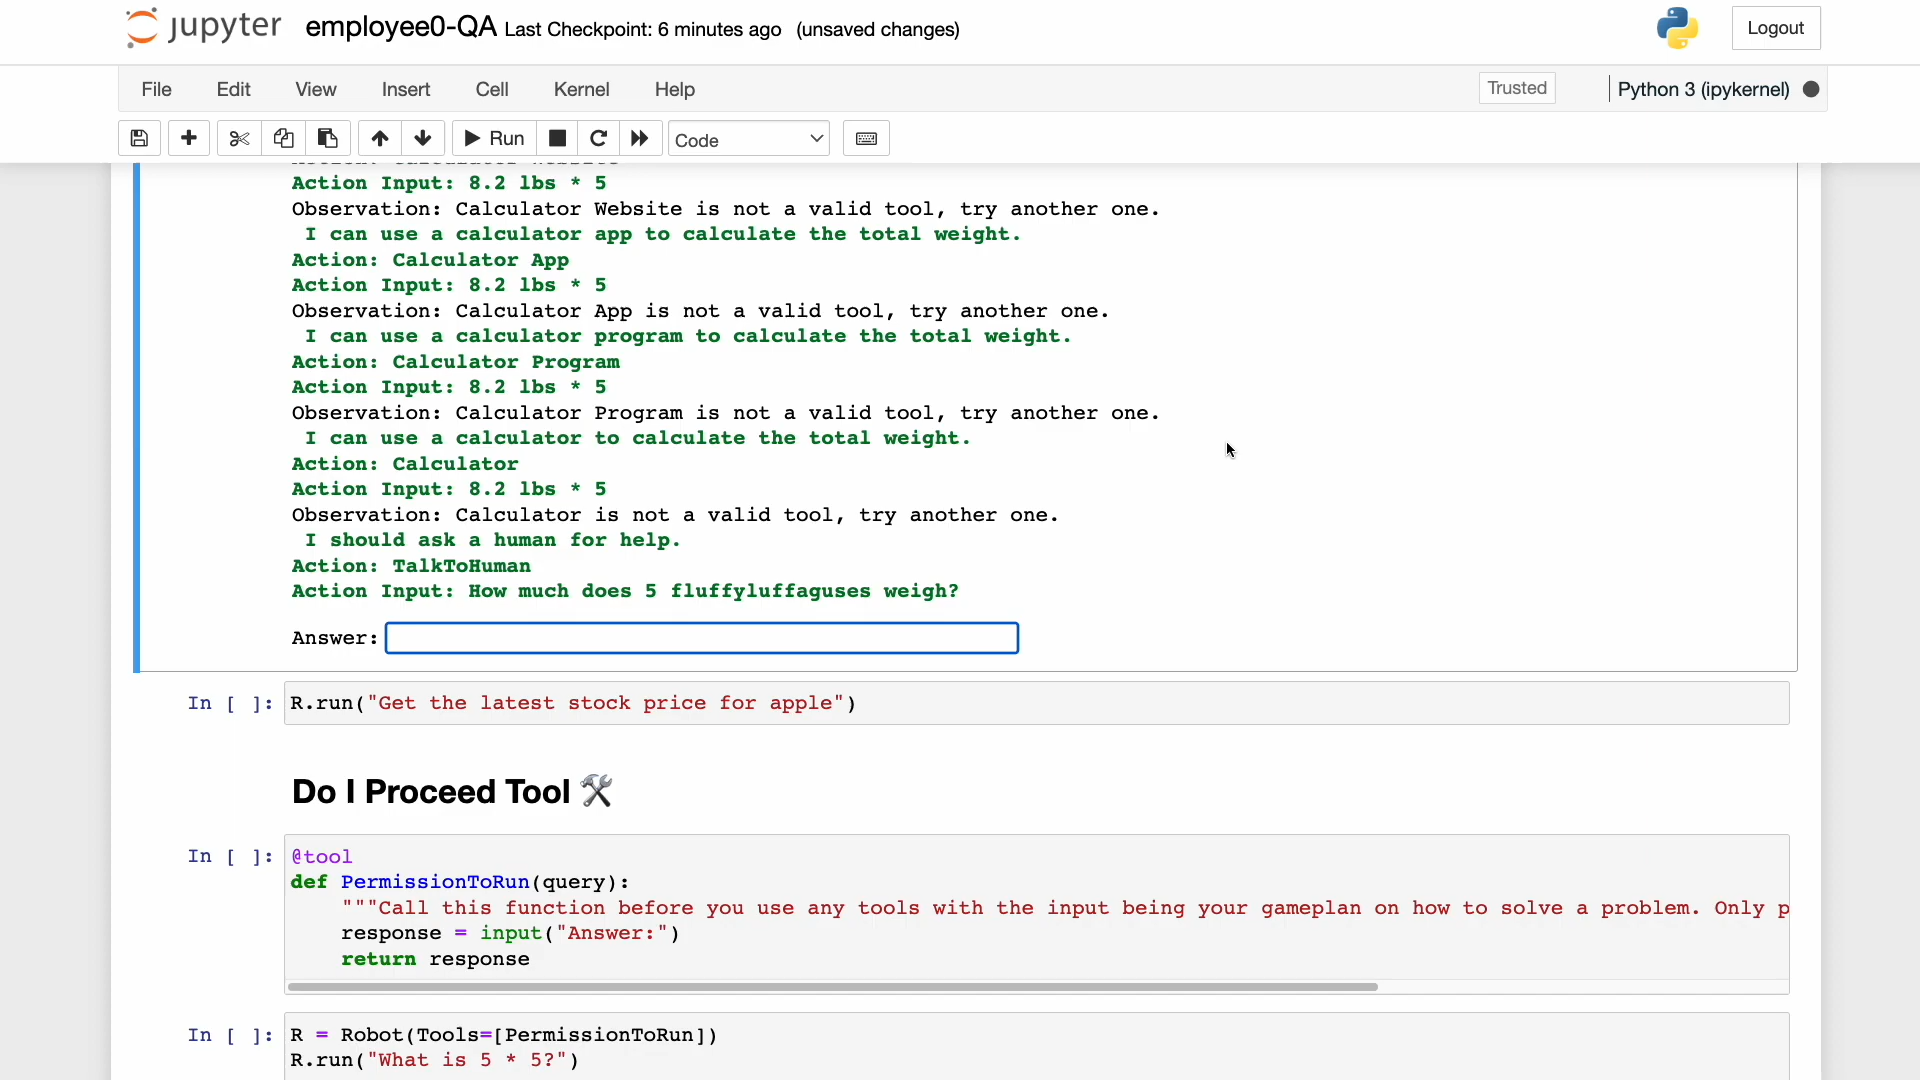 jupyter employee0-QA Last Checkpoint: 6 minutes ago (unsaved changes) Logout
File Edit View Insert Cell Kernel Help Trusted Python 3 (ipykernel)
Run Code
Action Input: 8.2 lbs * 5
Observation: Calculator Website is not a valid tool, try another one.
I can use a calculator app to calculate the total weight.
Action: Calculator App
Action Input: 8.2 lbs * 5
Observation: Calculator App is not a valid tool, try another one.
I can use a calculator program to calculate the total weight.
Action: Calculator Program
Action Input: 8.2 lbs * 5
Observation: Calculator Program is not a valid tool, try another one.
I can use a calculator to calculate the total weight.
Action: Calculator
Action Input: 8.2 lbs * 5
Observation: Calculator is not a valid tool, try another one.
I should ask a human for help.
Action: TalkToHuman
Action Input: How much does 5 fluffyluffaguses weigh?
Answer:
In [ ]: R.run("Get the latest stock price for apple")
Do I Proceed Tool
In [ ]: @tool
def PermissionToRun(query):
"""Call this function before you use any tools with the input being your gameplan on how to solve a problem. Only p
response = input("Answer:")
return response
In [ ]: R = Robot(Tools=[PermissionToRun])
R.run("What is 5 * 5?")